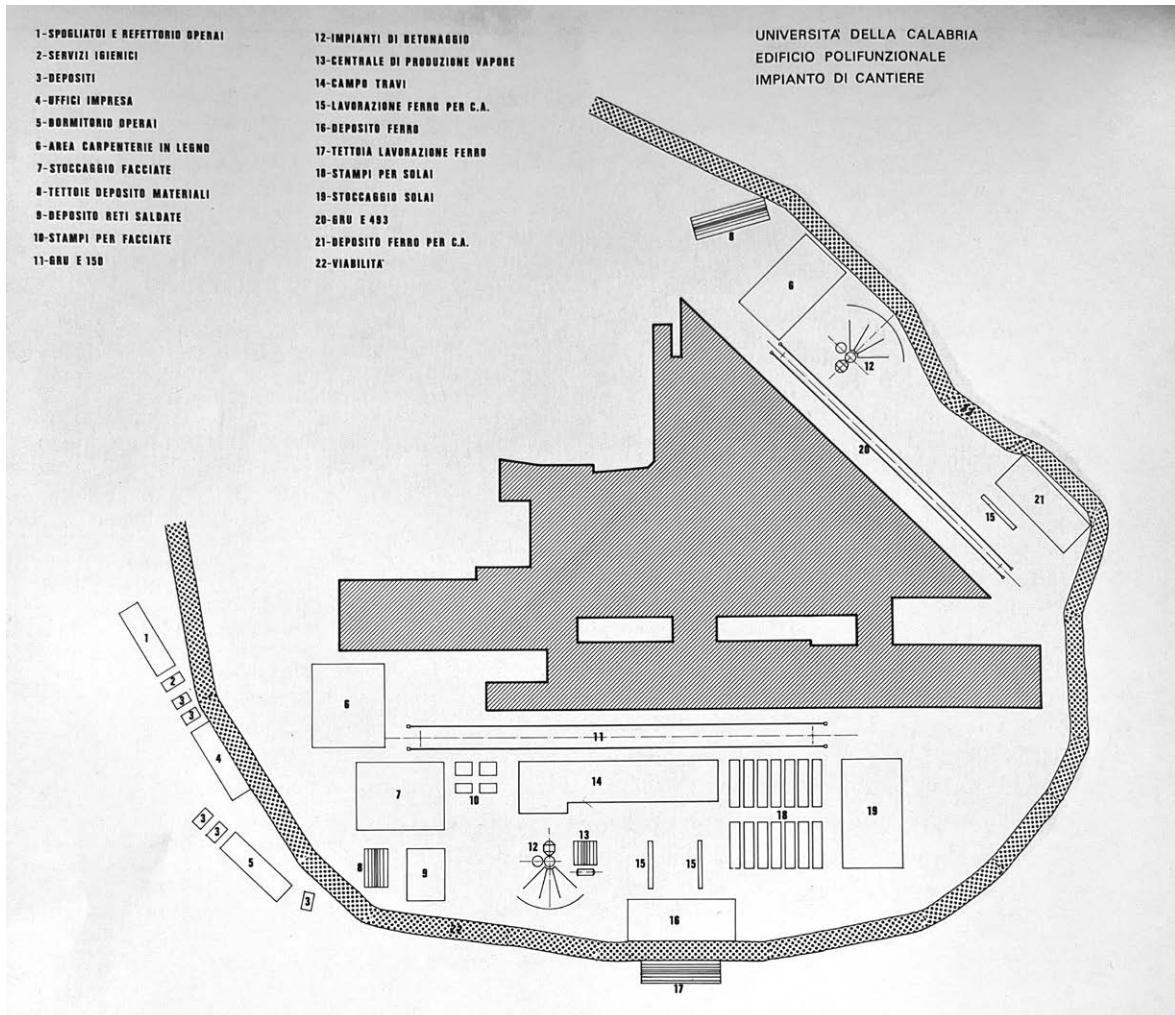 1-SPOGLIATOI E REFETTORIO OPERAI
2-SERVIZI IGIENICI
3-DEPOSITI
4-UFFICI IMPRESA
5-DORMITORIO OPERAI
6-AREA CARPENTERIE IN LEGNO
7-STOCCAGGIO FACCIATE
8-TETTOIE DEPOSITO MATERIALI
9-DEPOSITO RETI SALDATE
10-STAMPI PER FACCIATE
11-GRU E 150
12-IMPIANTI DI BETONAGGIO
13-CENTRALE DI PRODUZIONE VAPORE
14-CAMPO TRAVI
15-LAVORAZIONE FERRO PER C.A.
16-DEPOSITO FERRO
17-TETTOIA LAVORAZIONE FERRO
18-STAMPI PER SOLAI
19-STOCCAGGIO SOLAI
20-GRU E 493
21-DEPOSITO FERRO PER C.A.
22-VIABILITA'
UNIVERSITA' DELLA CALABRIA
EDIFICIO POLIFUNZIONALE
IMPIANTO DI CANTIERE
8
6
12
22
20
21
15
1
2
3
3
6
4
11
7
10
14
18
19
3
3
5
8
9
12
13
15
15
3
16
22
17